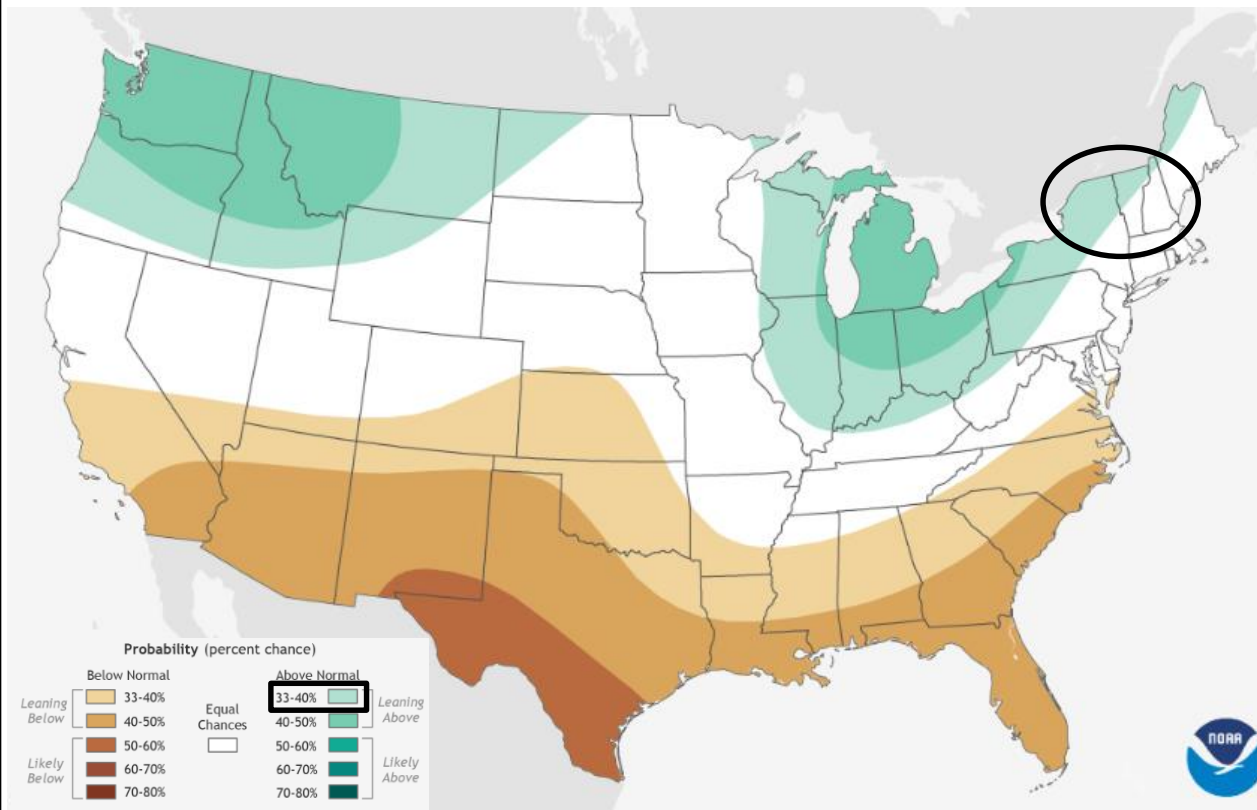 Probability (percent chance)
Below Normal
Above Normal
Leaning Below
33-40%
40-50%
Likely Below
50-60%
60-70%
70-80%
Equal Chances
33-40%
40-50%
Leaning Above
50-60%
60-70%
70-80%
Likely Above
NOAA